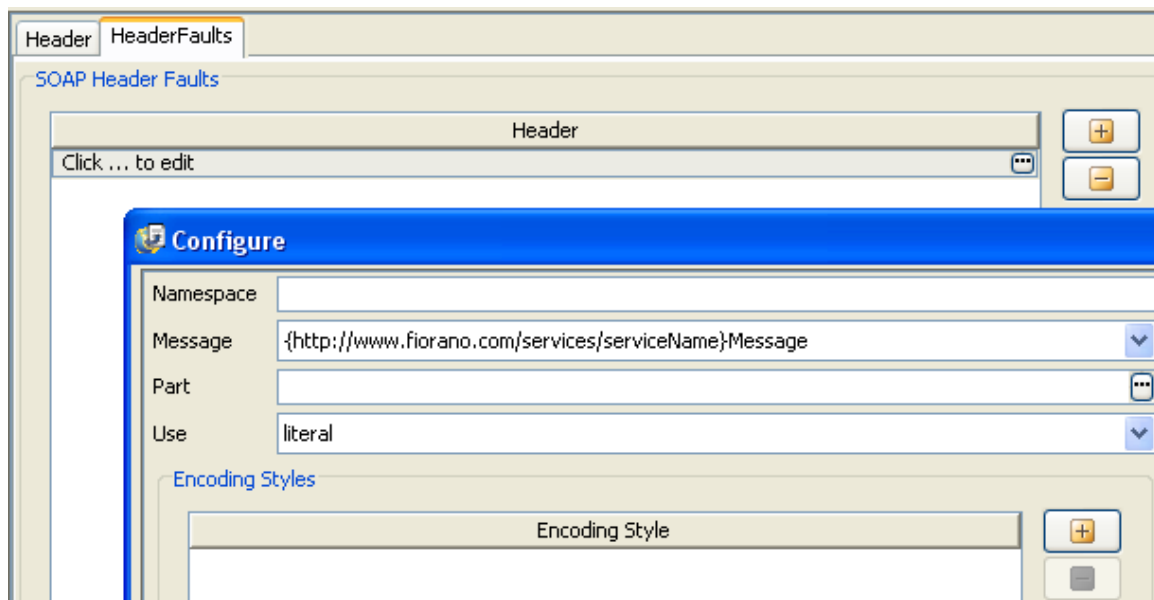 Header HeaderFaults
SOAP Header Faults
Header
Click ... to edit
Configure
Namespace
Message {http://www.fiorano.com/services/serviceName}Message
Part
Use literal
Encoding Styles
Encoding Style